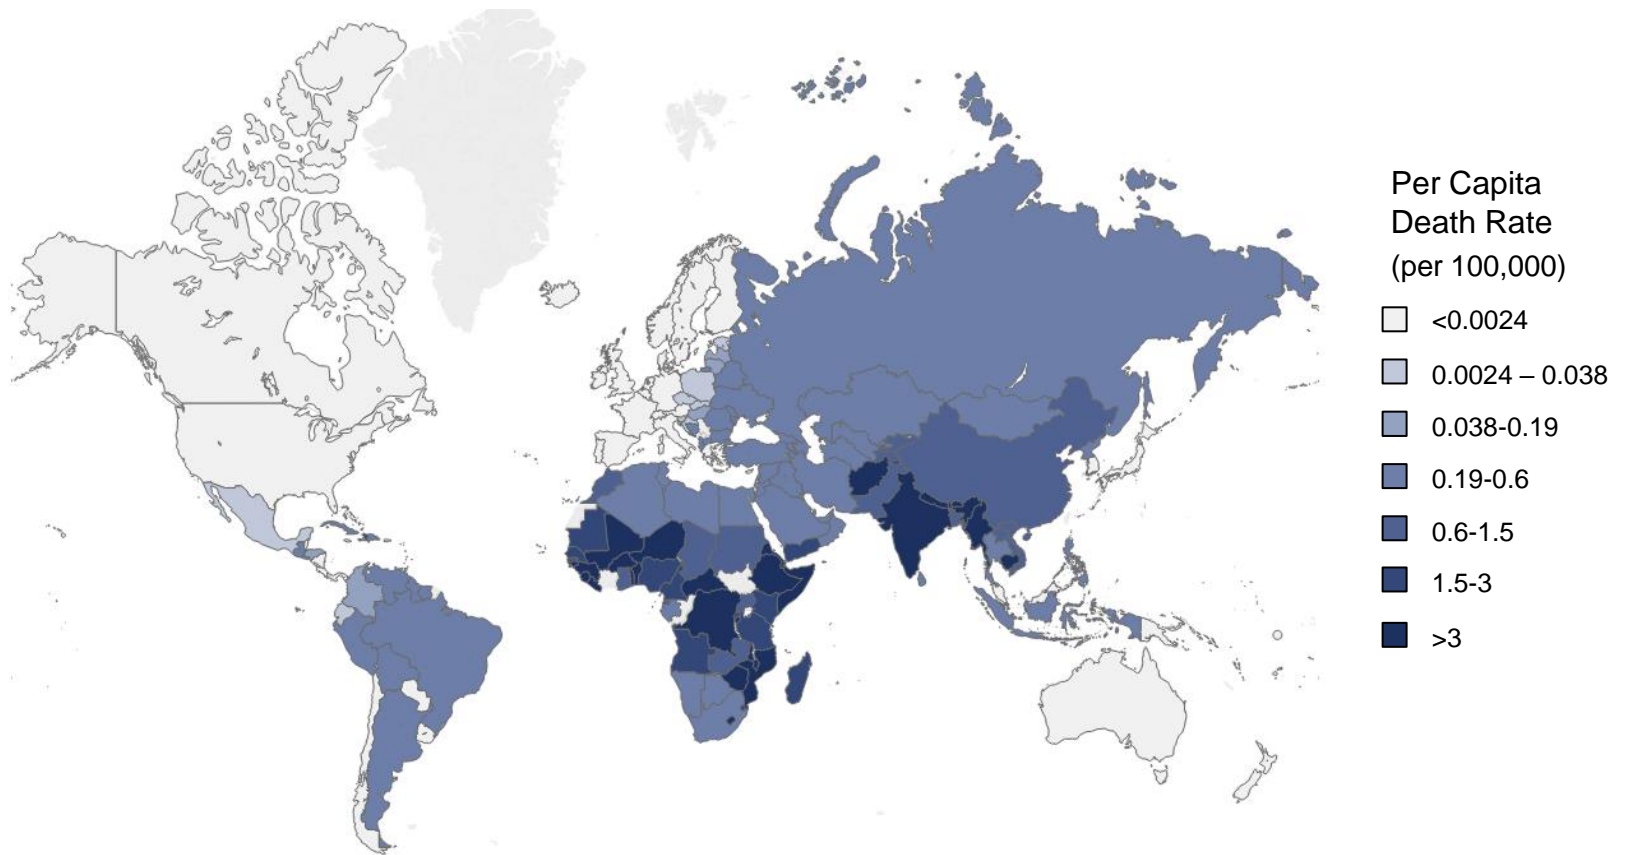 Per Capita
Death Rate
(per 100,000)
<0.0024
0.0024 – 0.038
0.038-0.19
0.19-0.6
0.6-1.5
1.5-3
>3